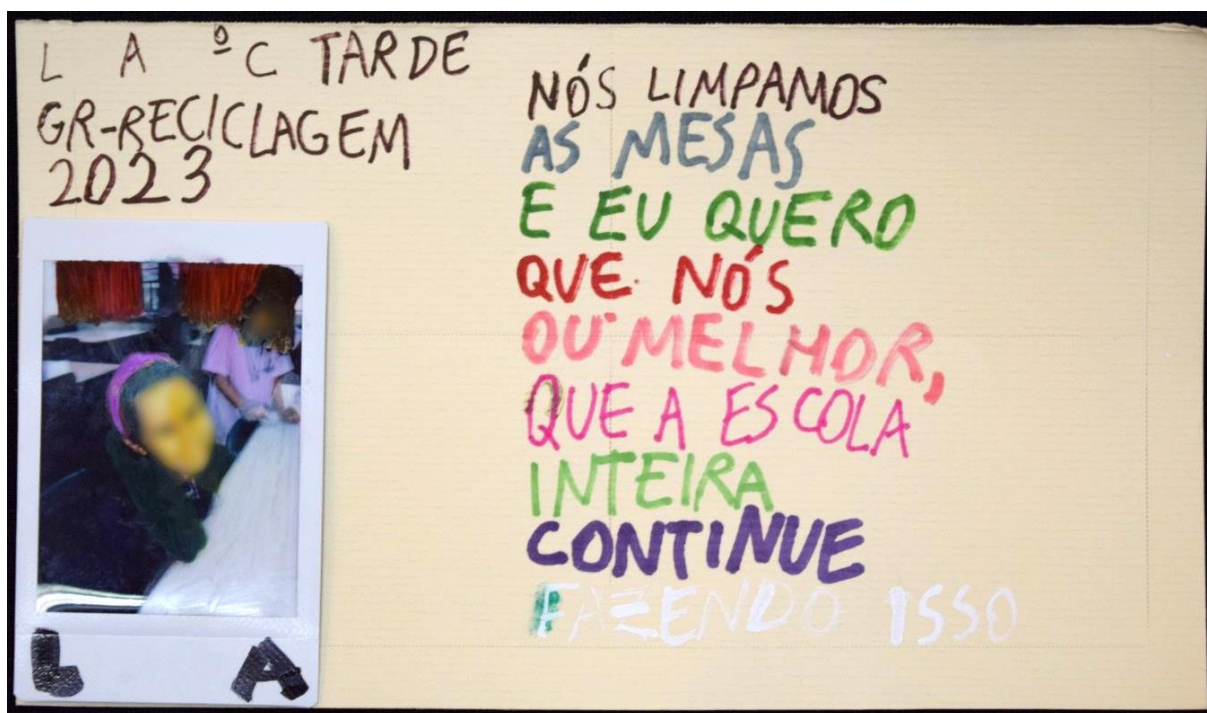 L A ºC TARDE
GR-RECICLAGEM
2023
NÓS LIMPAMOS
AS MESAS
E EU QUERO
QUE NÓS
OU MELHOR,
QUE A ESCOLA
INTEIRA
CONTINUE
FAZENDO ISSO
L A